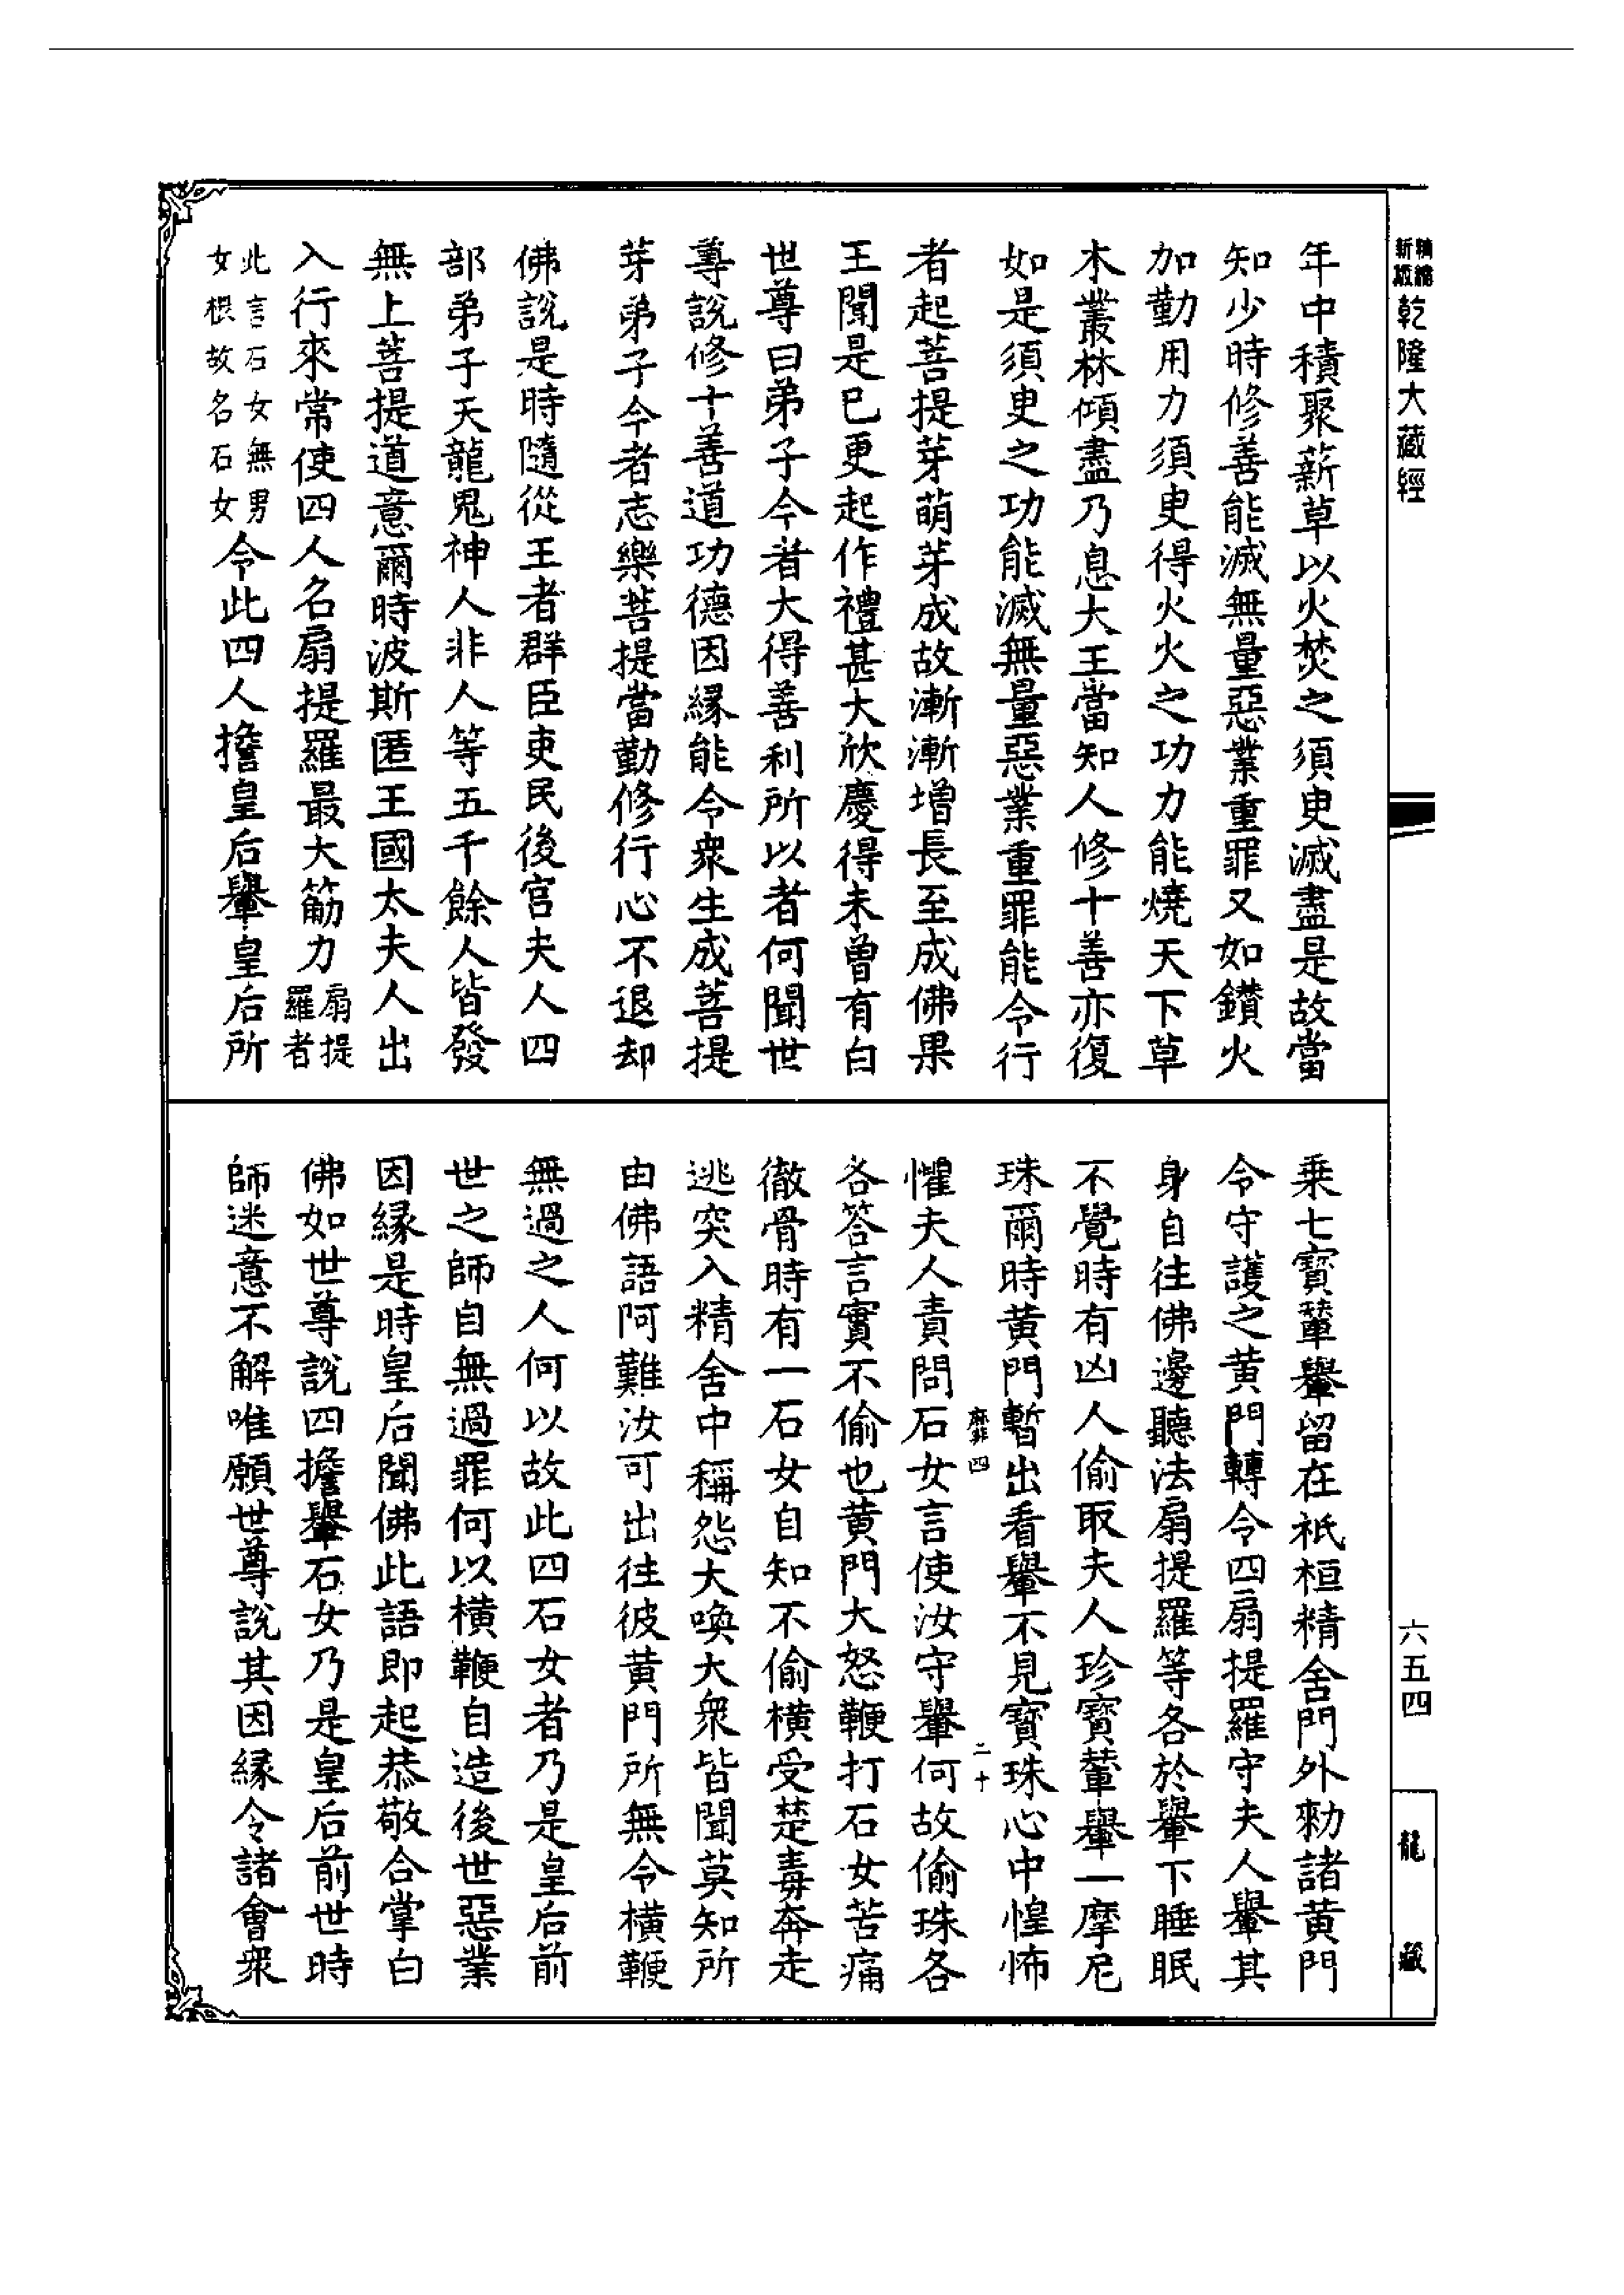 新版精縮乾隆大藏經
六五四
龍藏
年中積聚薪草以火焚之須臾滅盡是故當
知少時修善能滅無量惡業重罪又如鑚火
加勤用力須臾得火火之功力能燒天下草
木叢林傾盡乃息大王當知人修十善亦復
如是須臾之功能滅無量惡業重罪能令行
者起菩提芽萌芽成故漸漸增長至成佛果
王聞是已更起作禮甚大欣慶得未曾有白
世尊曰弟子今者大得善利所以者何聞世
尊說修十善道功德因緣能令衆生成菩提
芽弟子今者志樂菩提當勤修行心不退却
佛說是時隨從王者群臣吏民後宮夫人四
部弟子天龍鬼神人非人等五千餘人皆發
無上菩提道意爾時波斯匿王國太夫人出
入行來常使四人名扇提羅最大筋力扇提羅者
此言石女無男女根故名石女令此四人擔皇后轝皇后所
乘七寶輦轝留在祇桓精舍門外勑諸黃門
令守護之黃門轉令四扇提羅守夫人轝其
身自往佛邊聽法扇提羅等各於轝下睡眠
不覺時有凶人偷取夫人珍寶輦轝一摩尼
珠爾時黃門暫出看轝不見寶珠心中惶怖
靡四 二十
懼夫人責問石女言使汝守轝何故偷珠各
各答言實不偷也黃門大怒鞭打石女苦痛
徹骨時有一石女自知不偷橫受楚毒奔走
逃突入精舍中稱怨大喚大衆皆聞莫知所
由佛語阿難汝可出往彼黃門所無令橫鞭
無過之人何以故此四石女者乃是皇后前
世之師自無過罪何以橫鞭自造後世惡業
因緣是時皇后聞佛此語即起恭敬合掌白
佛如世尊說四擔轝石女乃是皇后前世時
師迷意不解唯願世尊說其因緣令諸會衆